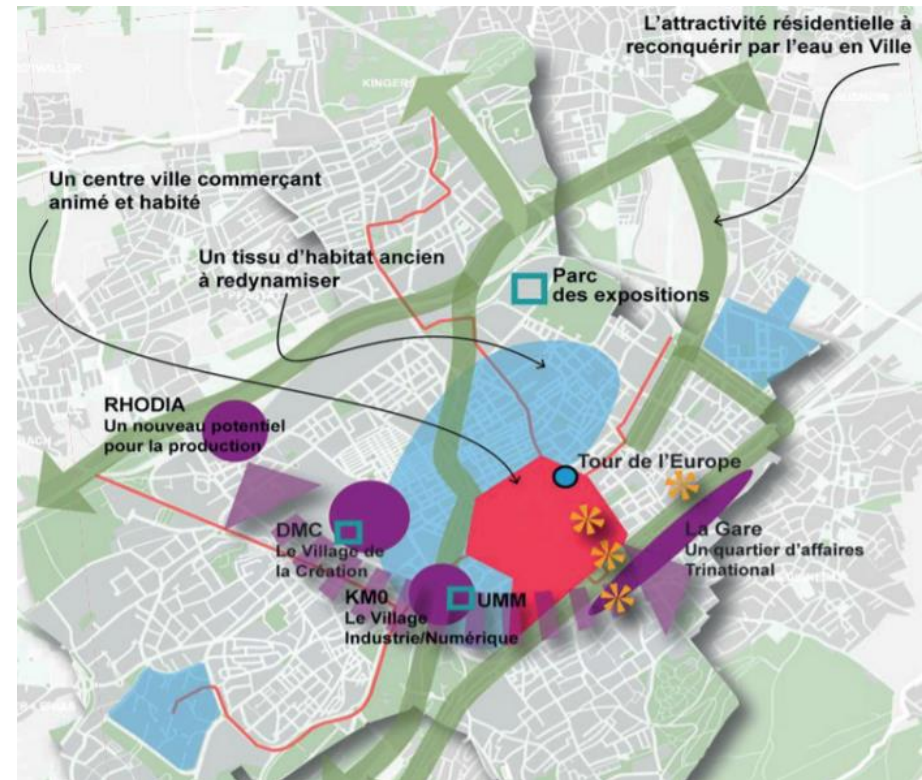 L'attractivité résidentielle à
reconquérir par l'eau en Ville
Un centre ville commerçant
animé et habité
Un tissu d'habitat ancien
à redynamiser
Parc
des expositions
RHODIA
Un nouveau potentiel
pour la production
Tour de l'Europe
DMC
Le Village de
la Création
La Gare
Un quartier d'affaires
Trinational
KM0
UMM
Le Village
Industrie/Numérique